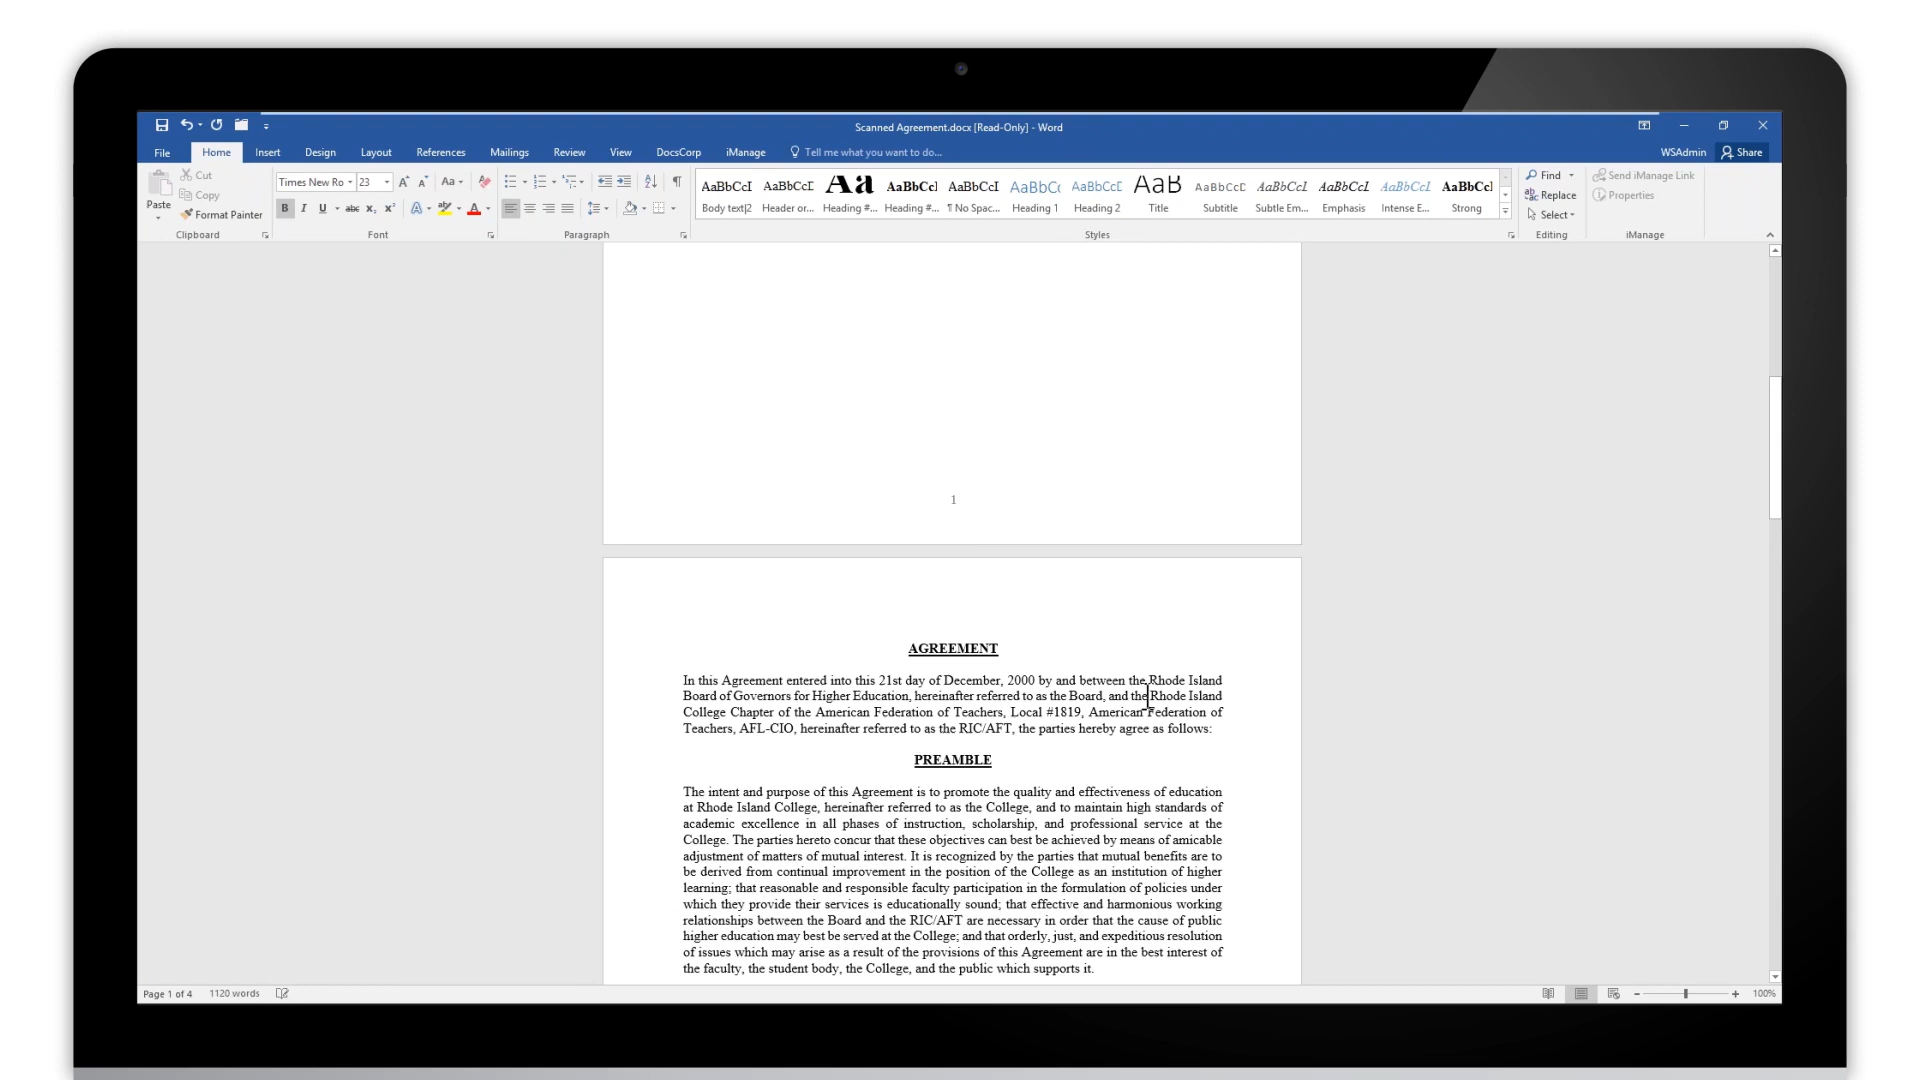 Scanned Agreement.docx [Read-Only] - Word
File Home Insert Design Layout References Mailings Review View DocsCorp iManage Tell me what you want to do... WSAdmin Share
Paste
Cut
Copy
Format Painter
Clipboard
Times New Ro 23
Font
Paragraph
AaBbCcI AaBbCcD AaBbCc AaBbCcI AaBbCc AaBbCcD AaB AaBbCcD AaBbCcI AaBbCcI AaBbCcI AaBbCcI
Body text|2 Header or... Heading #... Heading #... ¶ No Spac... Heading 1 Heading 2 Title Subtitle Subtle Em... Emphasis Intense E... Strong
Styles
Find
Replace
Select
Editing
Send iManage Link
Properties
iManage
1
AGREEMENT
In this Agreement entered into this 21st day of December, 2000 by and between the Rhode Island
Board of Governors for Higher Education, hereinafter referred to as the Board, and the Rhode Island
College Chapter of the American Federation of Teachers, Local #1819, American Federation of
Teachers, AFL-CIO, hereinafter referred to as the RIC/AFT, the parties hereby agree as follows:
PREAMBLE
The intent and purpose of this Agreement is to promote the quality and effectiveness of education
at Rhode Island College, hereinafter referred to as the College, and to maintain high standards of
academic excellence in all phases of instruction, scholarship, and professional service at the
College. The parties hereto concur that these objectives can best be achieved by means of amicable
adjustment of matters of mutual interest. It is recognized by the parties that mutual benefits are to
be derived from continual improvement in the position of the College as an institution of higher
learning; that reasonable and responsible faculty participation in the formulation of policies under
which they provide their services is educationally sound; that effective and harmonious working
relationships between the Board and the RIC/AFT are necessary in order that the cause of public
higher education may best be served at the College; and that orderly, just, and expeditious resolution
of issues which may arise as a result of the provisions of this Agreement are in the best interest of
the faculty, the student body, the College, and the public which supports it.
Page 1 of 4 1120 words 100%